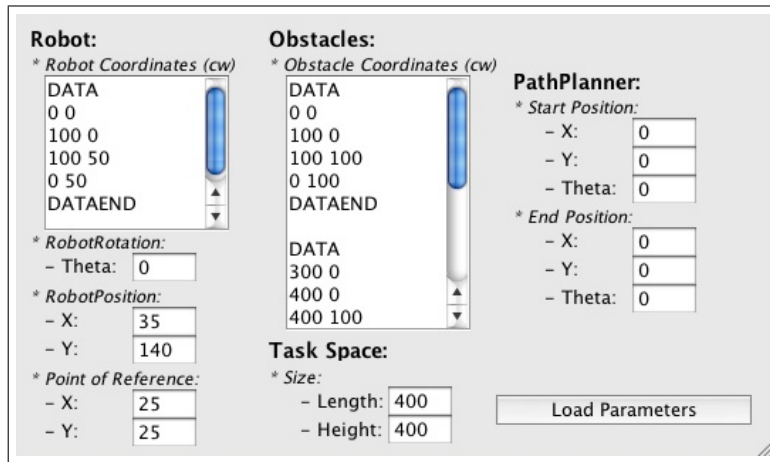 Robot:
* Robot Coordinates (cw)
DATA
0 0
100 0
100 50
0 50
DATAEND
* RobotRotation:
- Theta: 0
* RobotPosition:
- X: 35
- Y: 140
* Point of Reference:
- X: 25
- Y: 25
Obstacles:
* Obstacle Coordinates (cw)
DATA
0 0
100 0
100 100
0 100
DATAEND
DATA
300 0
400 0
400 100
Task Space:
* Size:
- Length: 400
- Height: 400
PathPlanner:
* Start Position:
- X: 0
- Y: 0
- Theta: 0
* End Position:
- X: 0
- Y: 0
- Theta: 0
Load Parameters